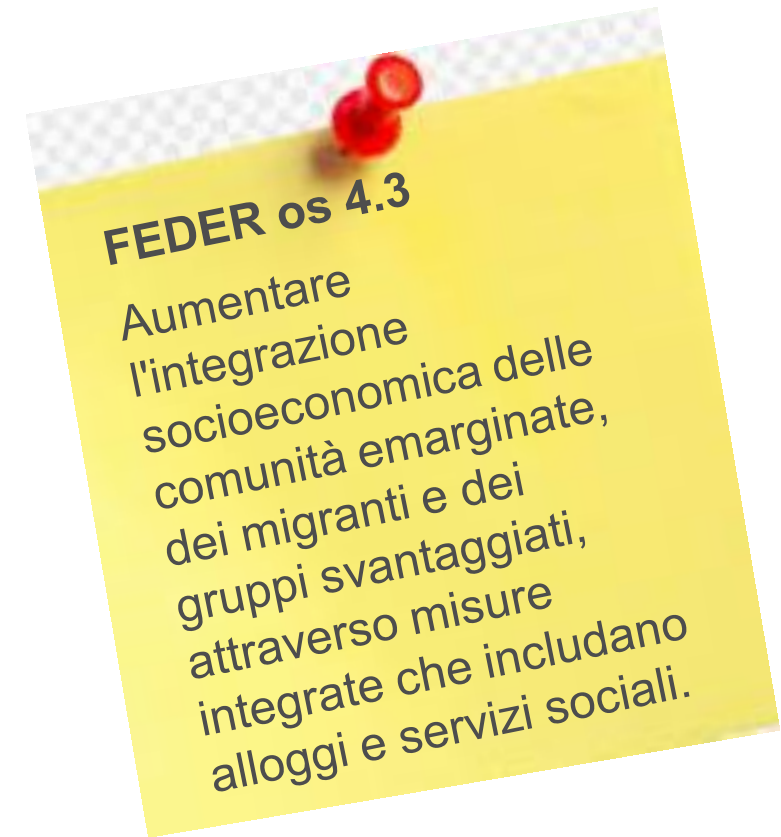 FEDER os 4.3
Aumentare
l'integrazione
socioeconomica delle
comunità emarginate,
dei migranti e dei
gruppi svantaggiati,
attraverso misure
integrate che includano
alloggi e servizi sociali.